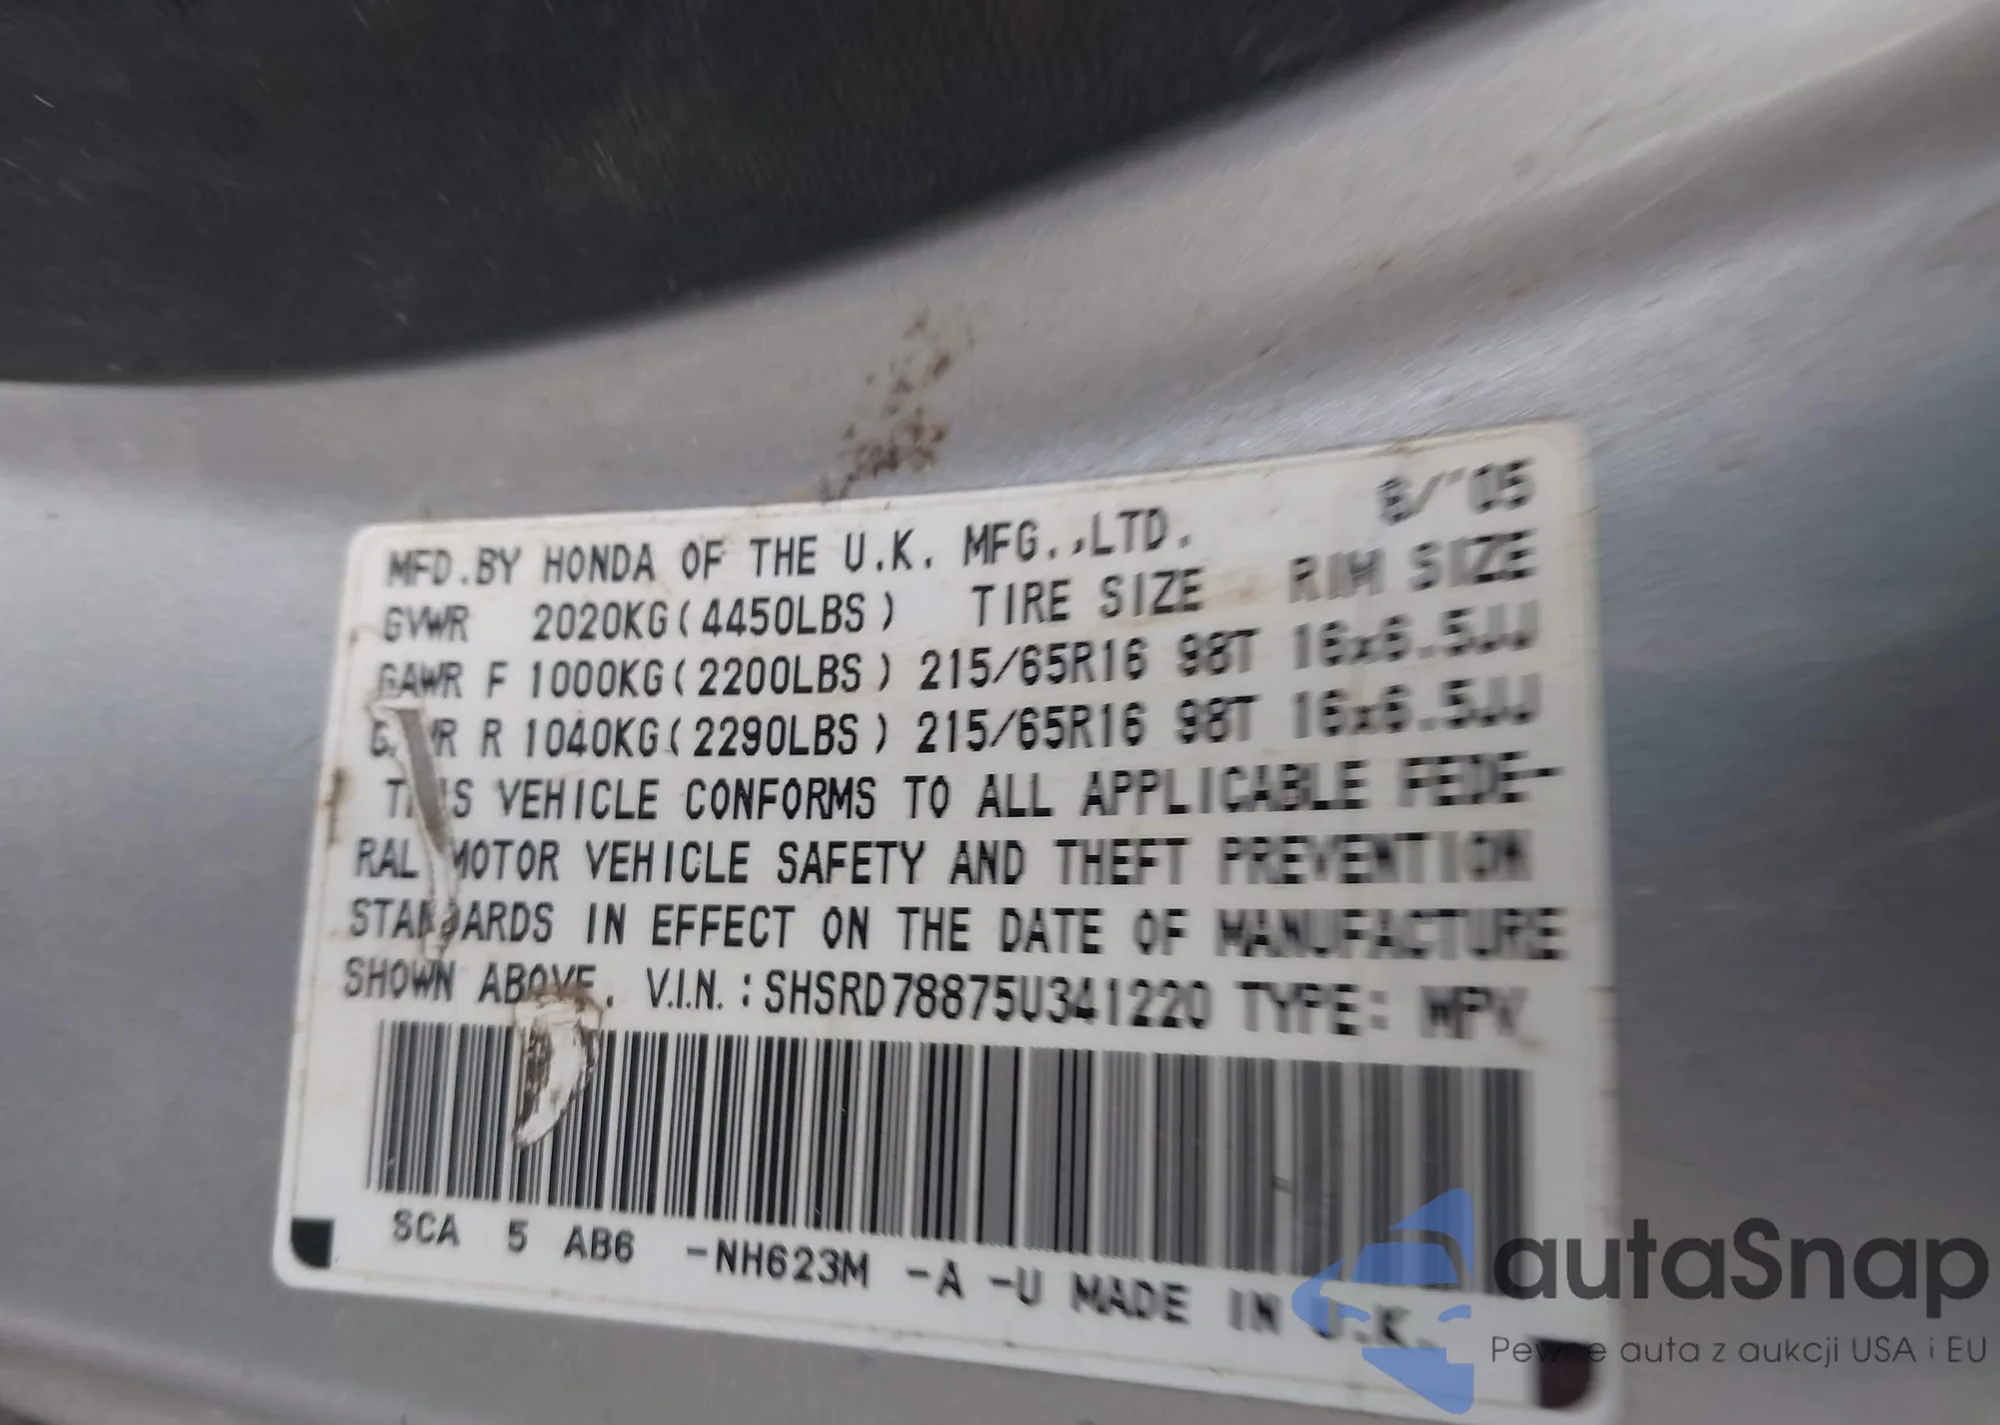 8/'05
MFD.BY HONDA OF THE U.K. MFG.,LTD.
GVWR 2020KG(4450LBS) TIRE SIZE RIM SIZE
GAWR F 1000KG(2200LBS) 215/65R16 98T 16x6.5JJ
R 1040KG(2290LBS) 215/65R16 98T 16x6.5JJ
VEHICLE CONFORMS TO ALL APPLICABLE FEDE-
RAL MOTOR VEHICLE SAFETY AND THEFT PREVENTION
STANDARDS IN EFFECT ON THE DATE OF MANUFACTURE
SHOWN ABOVE. V.I.N.:SHSRD78875U341220 TYPE: MPV
SCA 5 AB6 -NH623M -A -U MADE IN U.K.
autaSnap
Pewne auta z aukcji USA i EU